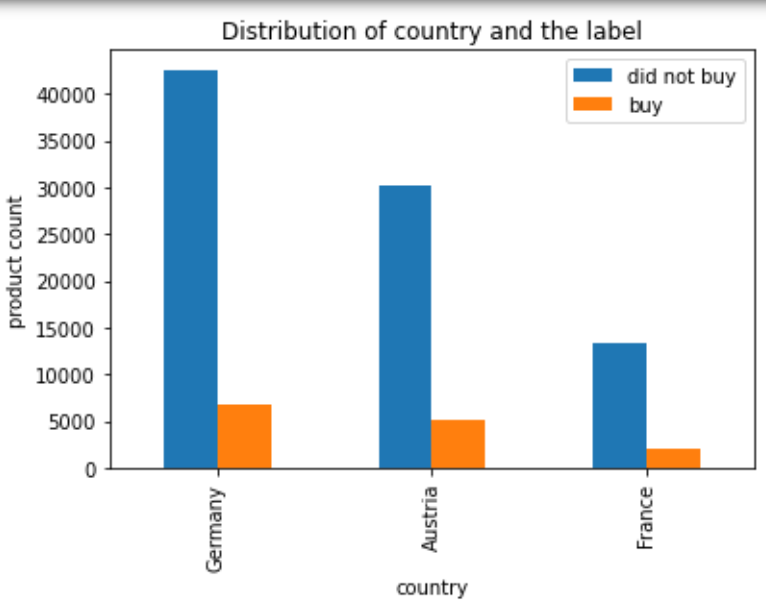 Distribution of country and the label
did not buy
buy
40000
35000
30000
25000
20000
15000
10000
5000
0
product count
Germany
Austria
France
country